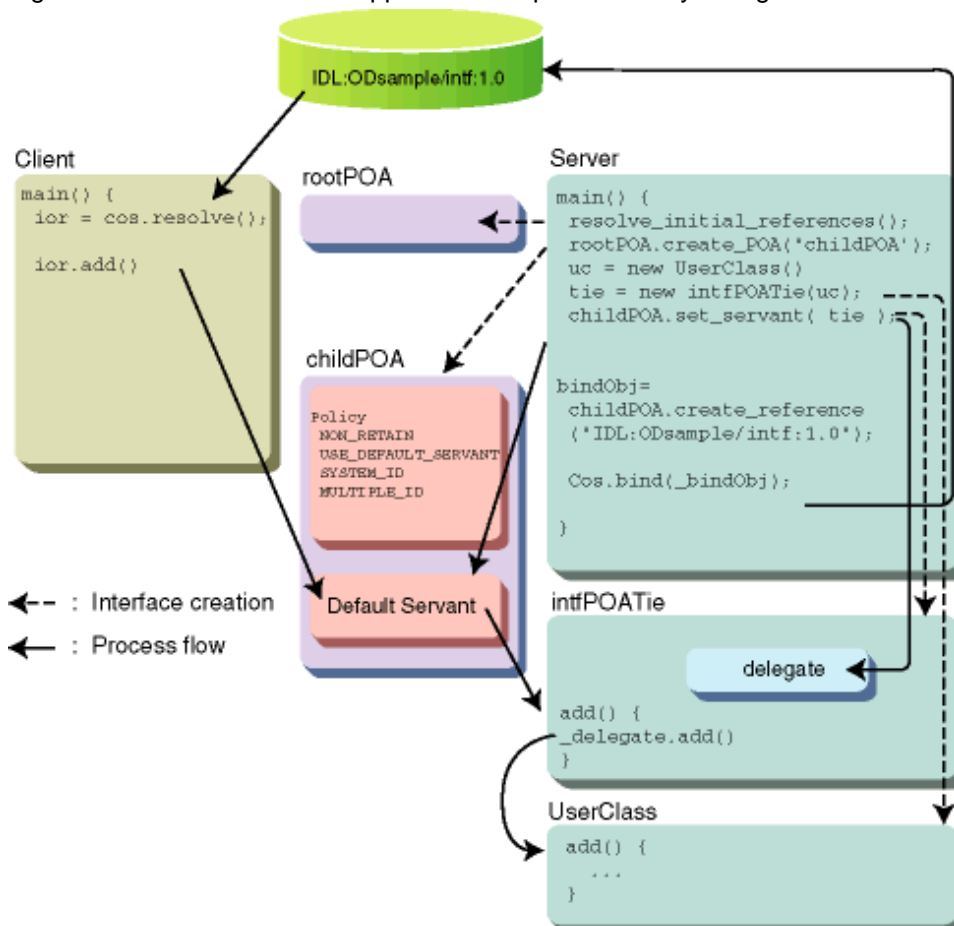 IDL:ODsample/intf:1.0
Client
main() {
ior = cos.resolve();
ior.add()
rootPOA
Server
main() {
resolve_initial_references();
rootPOA.create_POA('childPOA');
uc = new UserClass()
tie = new intfPOATie(uc);
childPOA.set_servant( tie );
bindObj=
childPOA.create_reference
("IDL:ODsample/intf:1.0");
Cos.bind(_bindObj);
}
childPOA
Policy
NON_RETAIN
USE_DEFAULT_SERVANT
SYSTEM_ID
MULTIPLE_ID
Default Servant
: Interface creation
: Process flow
intfPOATie
delegate
add() {
_delegate.add()
}
UserClass
add() {
...
}